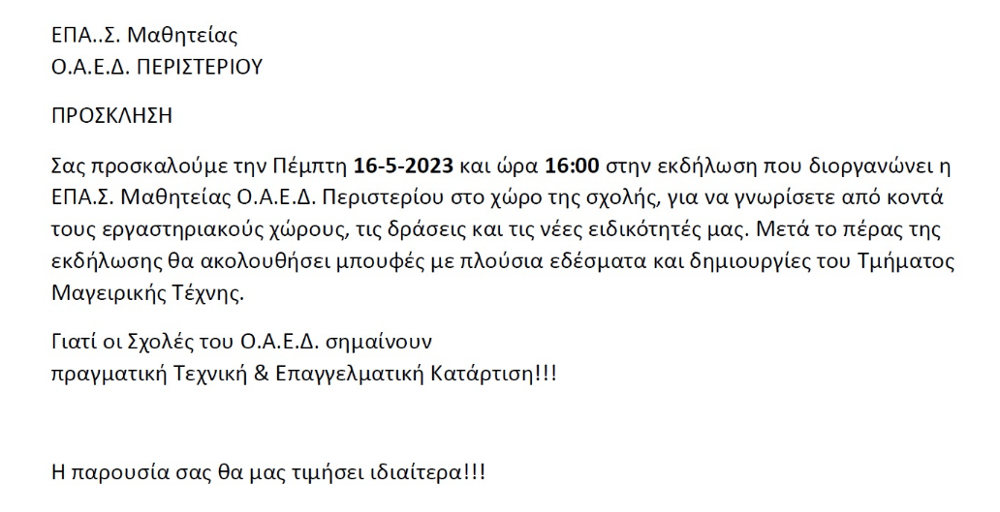 ΕΠΑ..Σ. Μαθητείας
Ο.Α.Ε.Δ. ΠΕΡΙΣΤΕΡΙΟΥ
ΠΡΟΣΚΛΗΣΗ
Σας προσκαλούμε την Πέμπτη 16-5-2023 και ώρα 16:00 στην εκδήλωση που διοργανώνει η
ΕΠΑ.Σ. Μαθητείας Ο.Α.Ε.Δ. Περιστερίου στο χώρο της σχολής, για να γνωρίσετε από κοντά
τους εργαστηριακούς χώρους, τις δράσεις και τις νέες ειδικότητές μας. Μετά το πέρας της
εκδήλωσης θα ακολουθήσει μπουφές με πλούσια εδέσματα και δημιουργίες του Τμήματος
Μαγειρικής Τέχνης.
Γιατί οι Σχολές του Ο.Α.Ε.Δ. σημαίνουν
πραγματική Τεχνική & Επαγγελματική Κατάρτιση!!!
Η παρουσία σας θα μας τιμήσει ιδιαίτερα!!!